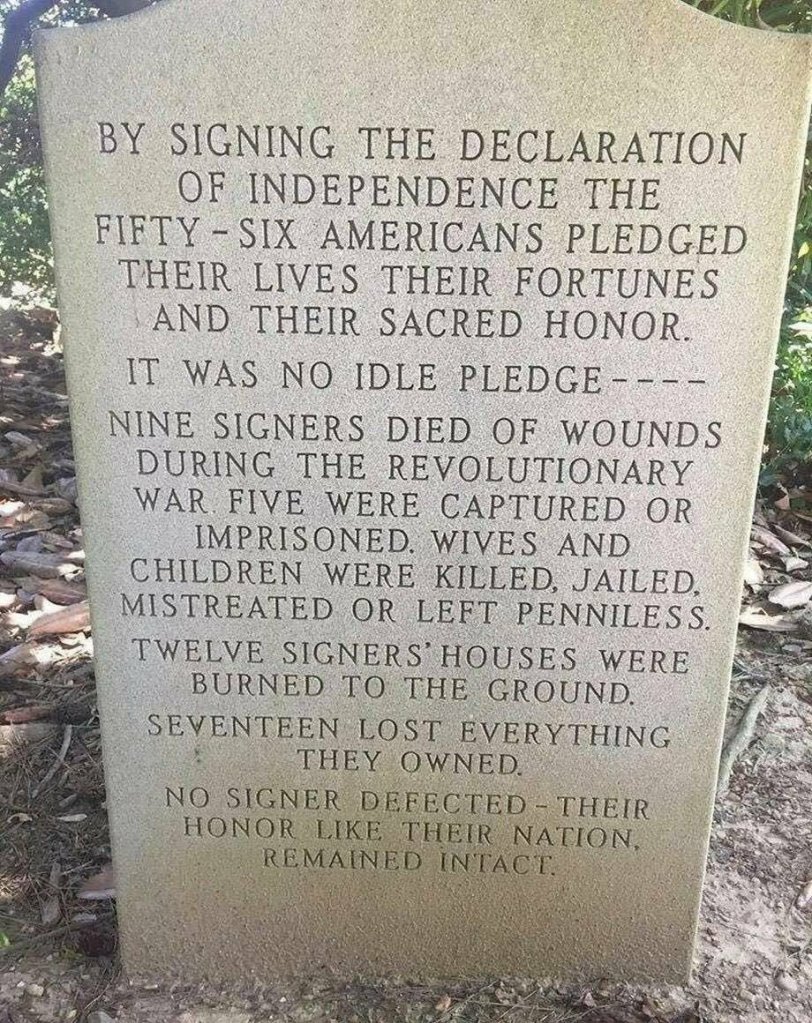 BY SIGNING THE DECLARATION
OF INDEPENDENCE THE
FIFTY-SIX AMERICANS PLEDGED
THEIR LIVES THEIR FORTUNES
AND THEIR SACRED HONOR.
IT WAS NO IDLE PLEDGE----
NINE SIGNERS DIED OF WOUNDS
DURING THE REVOLUTIONARY
WAR. FIVE WERE CAPTURED OR
IMPRISONED. WIVES AND
CHILDREN WERE KILLED, JAILED,
MISTREATED OR LEFT PENNILESS.
TWELVE SIGNERS' HOUSES WERE
BURNED TO THE GROUND.
SEVENTEEN LOST EVERYTHING
THEY OWNED.
NO SIGNER DEFECTED - THEIR
HONOR LIKE THEIR NATION,
REMAINED INTACT.